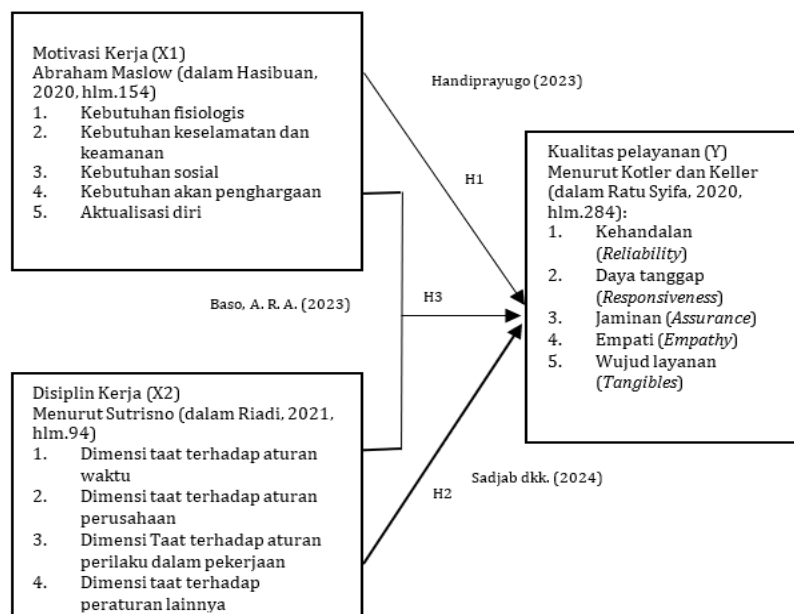 Motivasi Kerja (X1)
Abraham Maslow (dalam Hasibuan,
2020, hlm.154)
1. Kebutuhan fisiologis
2. Kebutuhan keselamatan dan
keamanan
3. Kebutuhan sosial
4. Kebutuhan akan penghargaan
5. Aktualisasi diri
Handiprayugo (2023)
H1
Baso, A. R. A. (2023)
H3
Kualitas pelayanan (Y)
Menurut Kotler dan Keller
(dalam Ratu Syifa, 2020,
hlm.284):
1. Kehandalan
(Reliability)
2. Daya tanggap
(Responsiveness)
3. Jaminan (Assurance)
4. Empati (Empathy)
5. Wujud layanan
(Tangibles)
Disiplin Kerja (X2)
Menurut Sutrisno (dalam Riadi, 2021,
hlm.94)
1. Dimensi taat terhadap aturan
waktu
2. Dimensi taat terhadap aturan
perusahaan
3. Dimensi Taat terhadap aturan
perilaku dalam pekerjaan
4. Dimensi taat terhadap
peraturan lainnya
H2
Sadjab dkk. (2024)